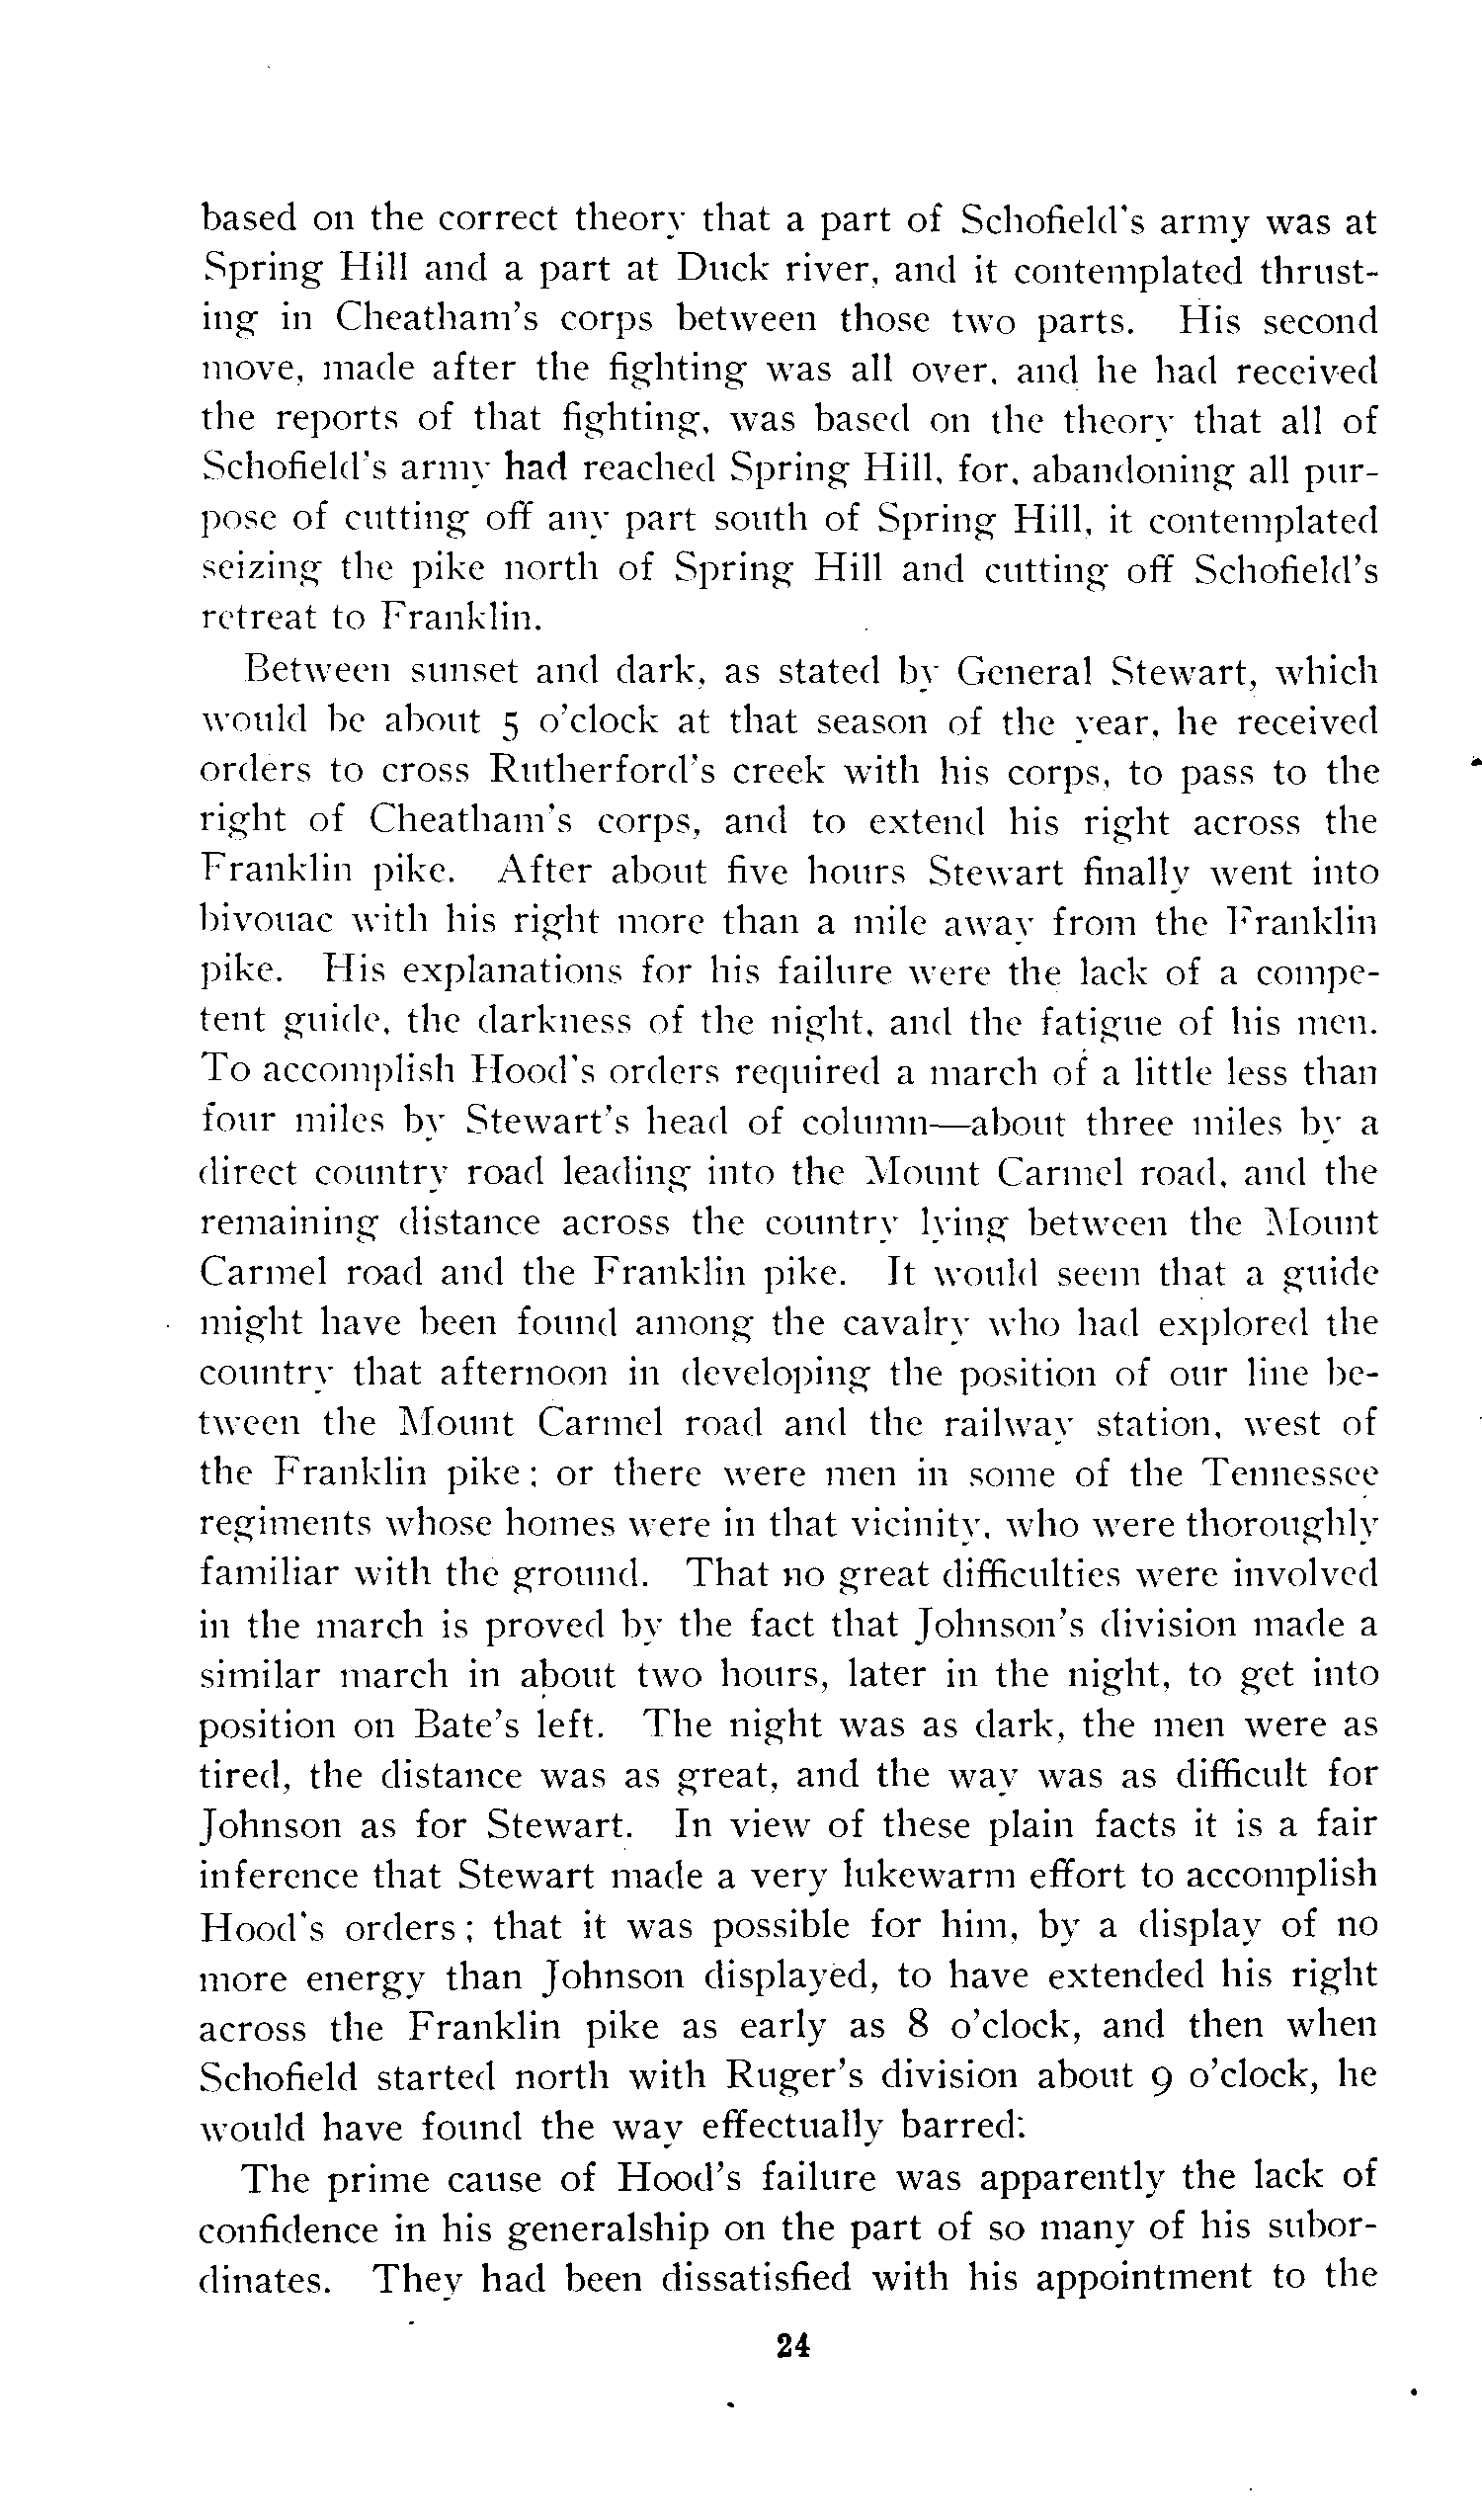 based on the correct theory that a part of Schofield's army was at
Spring Hill and a part at Duck river, and it contemplated thrust-
ing in Cheatham's corps between those two parts. His second
move, made after the fighting was all over, and he had received
the reports of that fighting, was based on the theory that all of
Schofield's army had reached Spring Hill, for, abandoning all pur-
pose of cutting off any part south of Spring Hill, it contemplated
seizing the pike north of Spring Hill and cutting off Schofield's
retreat to Franklin.
Between sunset and dark, as stated by General Stewart, which
would be about 5 o'clock at that season of the year, he received
orders to cross Rutherford's creek with his corps, to pass to the
right of Cheatham's corps, and to extend his right across the
Franklin pike. After about five hours Stewart finally went into
bivouac with his right more than a mile away from the Franklin
pike. His explanations for his failure were the lack of a compe-
tent guide, the darkness of the night, and the fatigue of his men.
To accomplish Hood's orders required a march of a little less than
four miles by Stewart's head of column—about three miles by a
direct country road leading into the Mount Carmel road, and the
remaining distance across the country lying between the Mount
Carmel road and the Franklin pike. It would seem that a guide
might have been found among the cavalry who had explored the
country that afternoon in developing the position of our line be-
tween the Mount Carmel road and the railway station, west of
the Franklin pike; or there were men in some of the Tennessee
regiments whose homes were in that vicinity, who were thoroughly
familiar with the ground. That no great difficulties were involved
in the march is proved by the fact that Johnson's division made a
similar march in about two hours, later in the night, to get into
position on Bate's left. The night was as dark, the men were as
tired, the distance was as great, and the way was as difficult for
Johnson as for Stewart. In view of these plain facts it is a fair
inference that Stewart made a very lukewarm effort to accomplish
Hood's orders; that it was possible for him, by a display of no
more energy than Johnson displayed, to have extended his right
across the Franklin pike as early as 8 o'clock, and then when
Schofield started north with Ruger's division about 9 o'clock, he
would have found the way effectually barred:
The prime cause of Hood's failure was apparently the lack of
confidence in his generalship on the part of so many of his subor-
dinates. They had been dissatisfied with his appointment to the
24